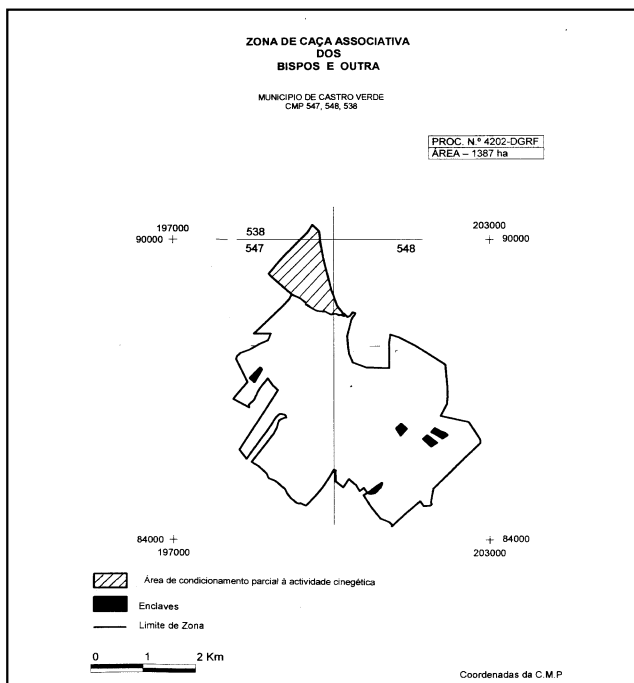 ZONA DE CAÇA ASSOCIATIVA
DOS
BISPOS E OUTRA
MUNICIPIO DE CASTRO VERDE
CMP 547, 548, 538
PROC. N.º 4202-DGRF
ÁREA – 1387 ha
197000
538
203000
90000
547
548
90000
84000
84000
197000
203000
Área de condicionamento parcial à actividade cinegética
Enclaves
Limite de Zona
0 1 2 Km
Coordenadas da C.M.P